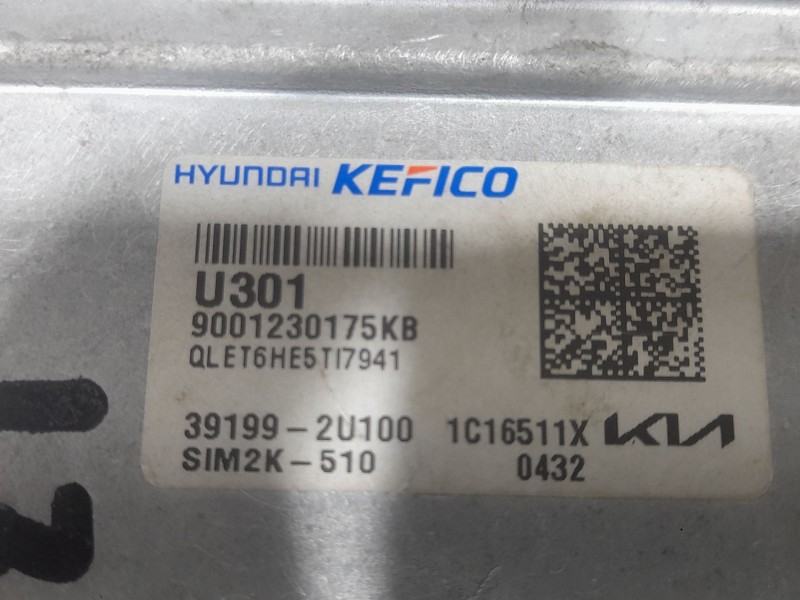 HYUNDAI KEFICO
U301
9001230175KB
QLET6HE5TI7941
39199-2U100 1C16511X KIA
SIM2K-510 0432